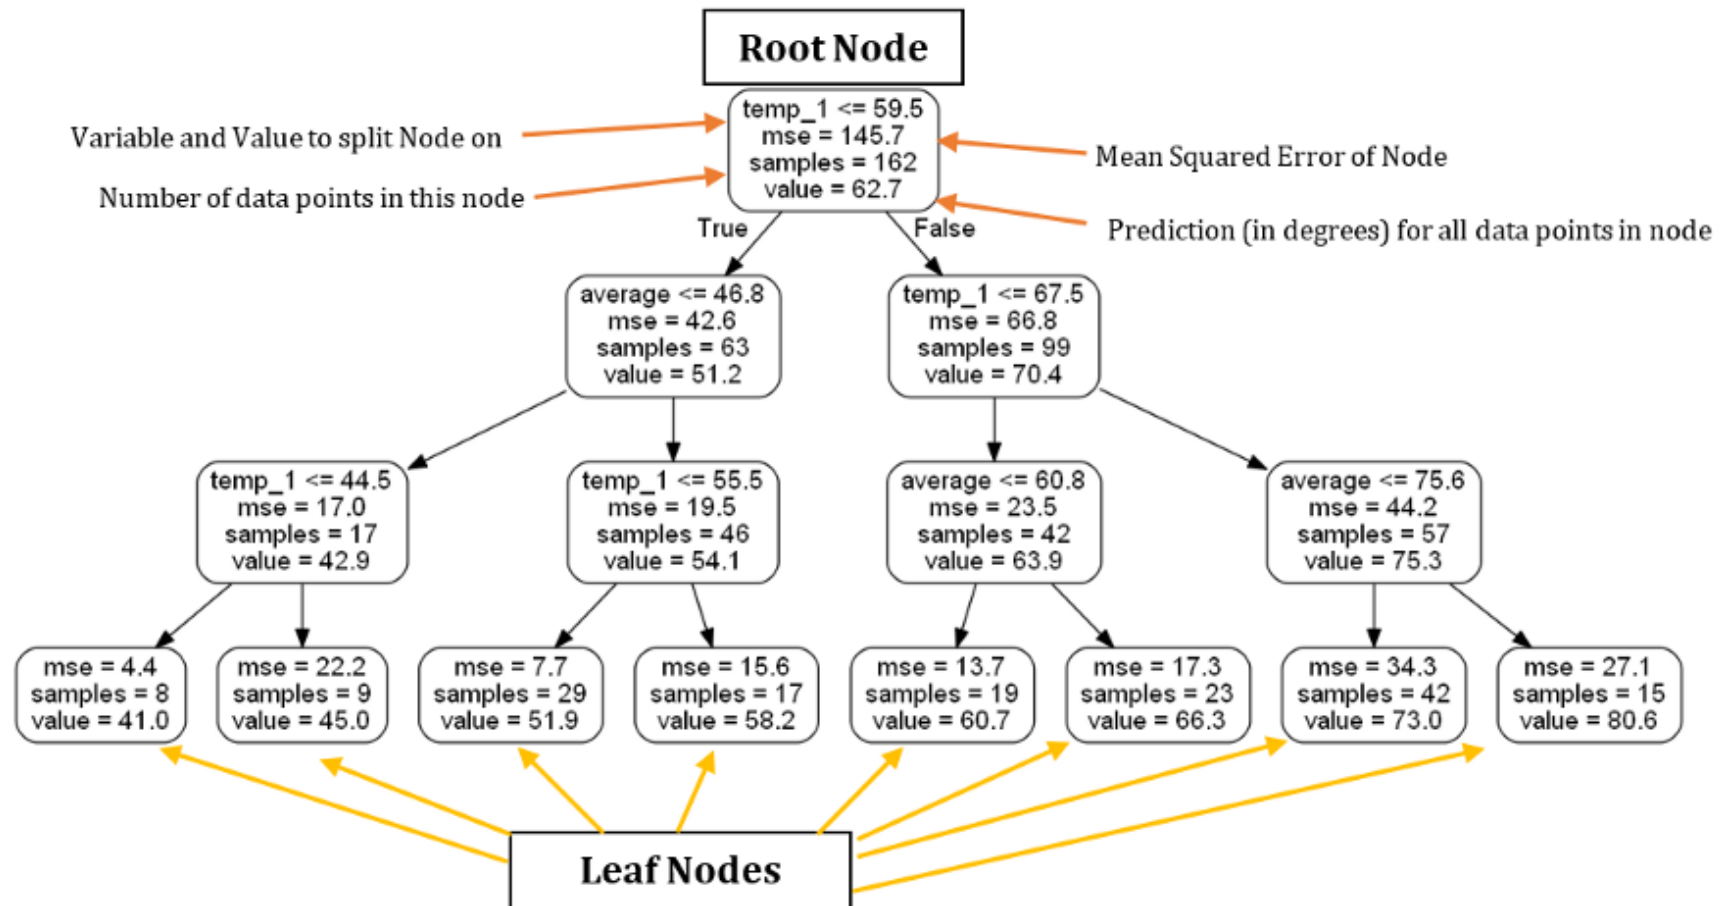 Root Node
temp_1 <= 59.5
mse = 145.7
samples = 162
value = 62.7
Variable and Value to split Node on
Number of data points in this node
Mean Squared Error of Node
Prediction (in degrees) for all data points in node
True
False
average <= 46.8
mse = 42.6
samples = 63
value = 51.2
temp_1 <= 67.5
mse = 66.8
samples = 99
value = 70.4
temp_1 <= 44.5
mse = 17.0
samples = 17
value = 42.9
temp_1 <= 55.5
mse = 19.5
samples = 46
value = 54.1
average <= 60.8
mse = 23.5
samples = 42
value = 63.9
average <= 75.6
mse = 44.2
samples = 57
value = 75.3
mse = 4.4
samples = 8
value = 41.0
mse = 22.2
samples = 9
value = 45.0
mse = 7.7
samples = 29
value = 51.9
mse = 15.6
samples = 17
value = 58.2
mse = 13.7
samples = 19
value = 60.7
mse = 17.3
samples = 23
value = 66.3
mse = 34.3
samples = 42
value = 73.0
mse = 27.1
samples = 15
value = 80.6
Leaf Nodes